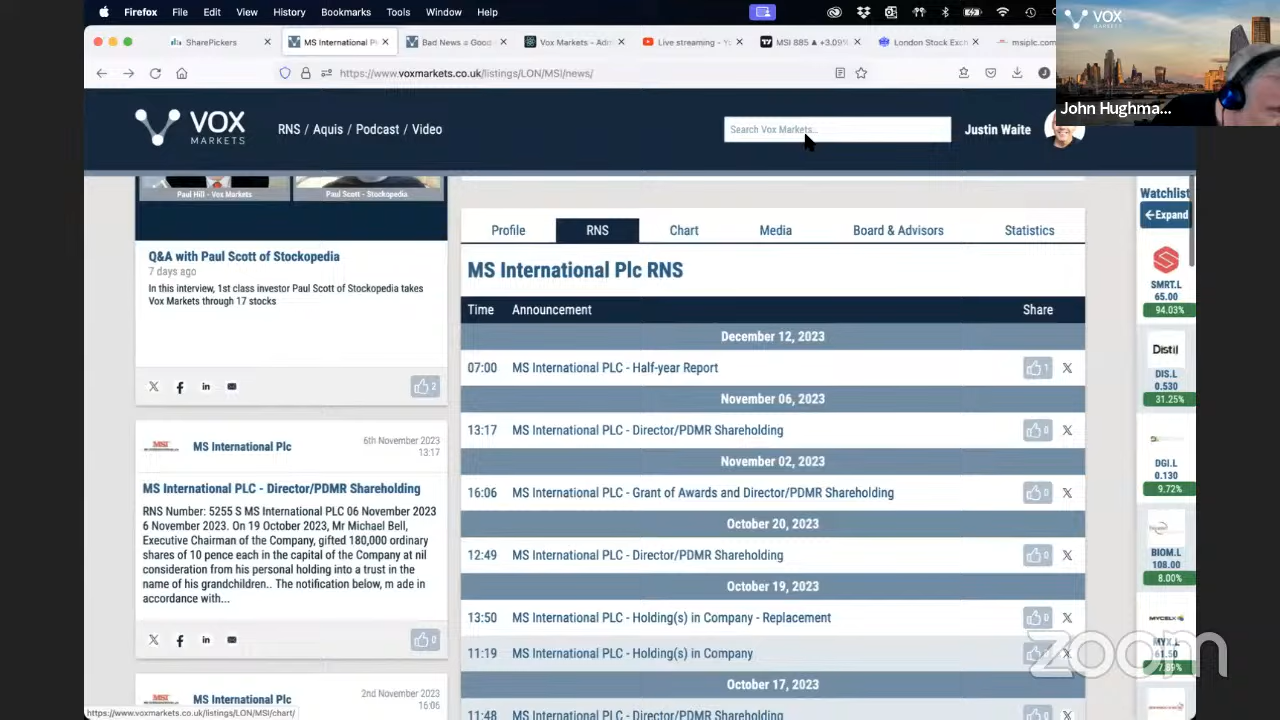 Firefox File Edit View History Bookmarks Tools Window Help
SharePickers
MS International Pl
Bad News a Good
Vox Markets - Adm
Live streaming - Y
MSI 885 ▲ +3.09%
London Stock Exch
msiplc.com
https://www.voxmarkets.co.uk/listings/LON/MSI/news/
VOX
John Hughma...
VOX MARKETS
RNS / Aquis / Podcast / Video
Search Vox Markets...
Justin Waite
Paul Hill - Vox Markets
Paul Scott - Stockopedia
Q&A with Paul Scott of Stockopedia
7 days ago
In this interview, 1st class investor Paul Scott of Stockopedia takes
Vox Markets through 17 stocks
2
MSI
MS International Plc
6th November 2023
13:17
MS International PLC - Director/PDMR Shareholding
RNS Number: 5255 S MS International PLC 06 November 2023
6 November 2023. On 19 October 2023, Mr Michael Bell,
Executive Chairman of the Company, gifted 180,000 ordinary
shares of 10 pence each in the capital of the Company at nil
consideration from his personal holding into a trust in the
name of his grandchildren.. The notification below, m ade in
accordance with...
0
MSI
MS International Plc
2nd November 2023
16:06
https://www.voxmarkets.co.uk/listings/LON/MSI/chart/
Profile RNS Chart Media Board & Advisors Statistics
MS International Plc RNS
Time Announcement Share
December 12, 2023
07:00 MS International PLC - Half-year Report 1
November 06, 2023
13:17 MS International PLC - Director/PDMR Shareholding 0
November 02, 2023
16:06 MS International PLC - Grant of Awards and Director/PDMR Shareholding 0
October 20, 2023
12:49 MS International PLC - Director/PDMR Shareholding 0
October 19, 2023
13:50 MS International PLC - Holding(s) in Company - Replacement 0
11:19 MS International PLC - Holding(s) in Company
October 17, 2023
11:48 MS International PLC - Director/PDMR Shareholding
Watchlist
Expand
SMRT.L
65.00
94.03%
Distil
DIS.L
0.530
31.25%
DGI.L
0.130
9.72%
BIOM.L
108.00
8.00%
MYCELX
MYX.L
61.50
7.89%
zoom